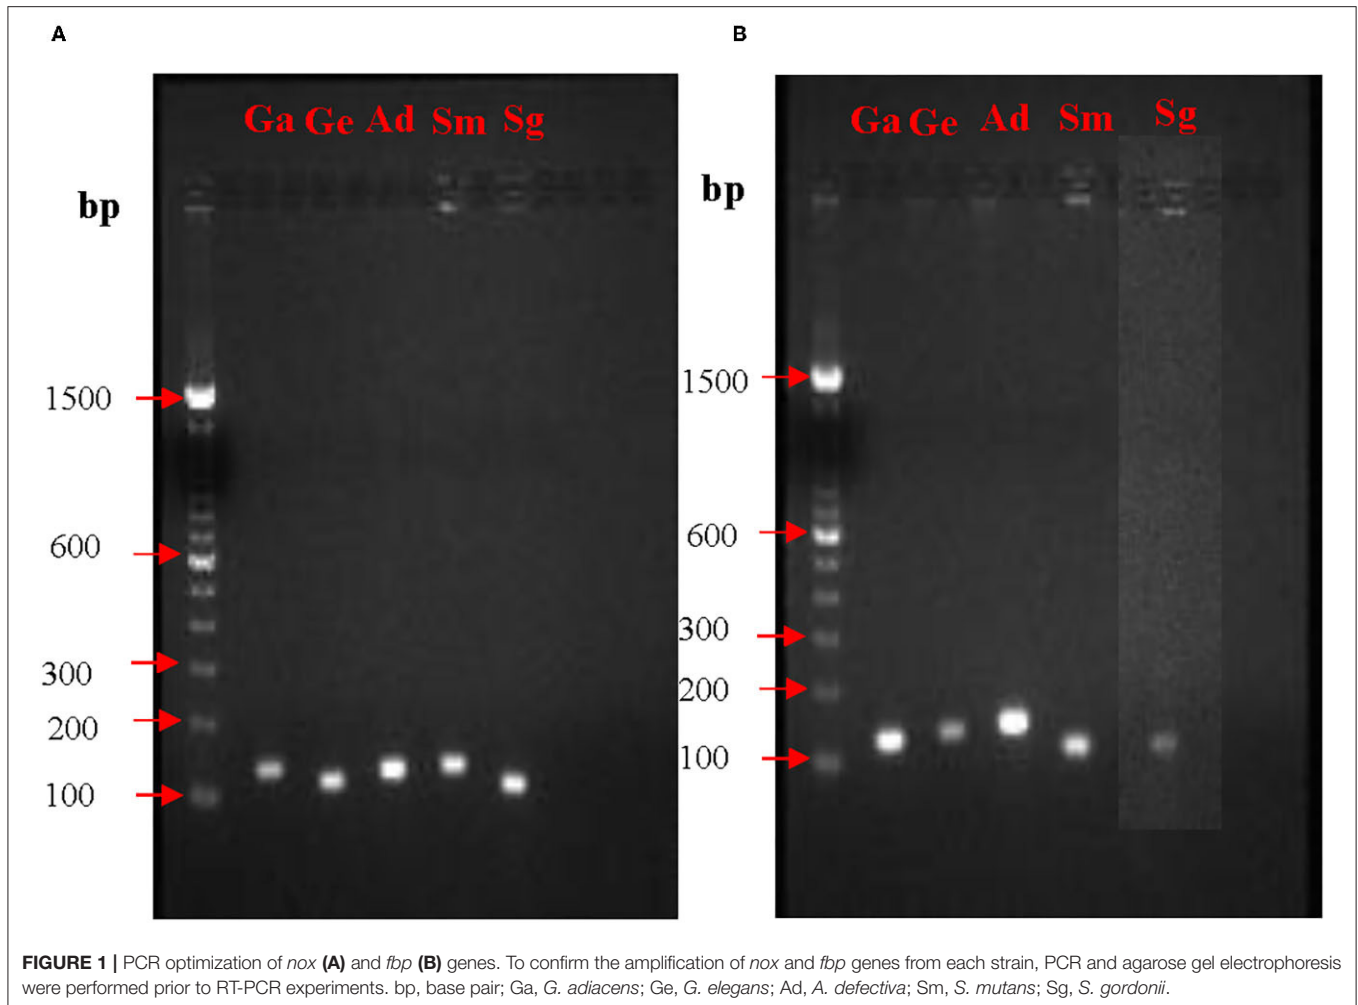 A
B
Ga Ge Ad Sm Sg
Ga Ge Ad Sm Sg
bp
bp
1500
600
300
200
100
1500
600
300
200
100
FIGURE 1 | PCR optimization of nox (A) and fbp (B) genes. To confirm the amplification of nox and fbp genes from each strain, PCR and agarose gel electrophoresis
were performed prior to RT-PCR experiments. bp, base pair; Ga, G. adiacens; Ge, G. elegans; Ad, A. defectiva; Sm, S. mutans; Sg, S. gordonii.